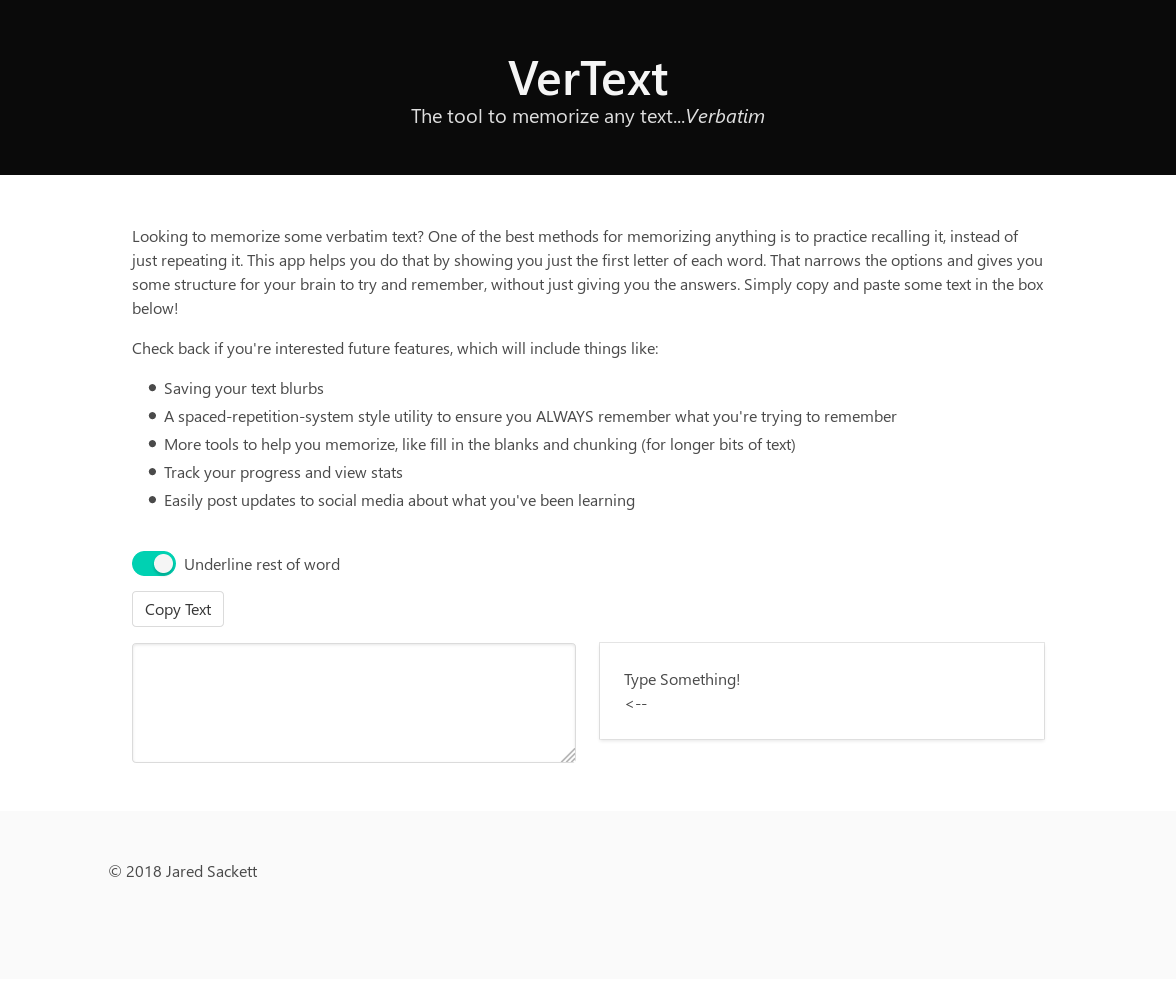 VerText
The tool to memorize any text...Verbatim
Looking to memorize some verbatim text? One of the best methods for memorizing anything is to practice recalling it, instead of
just repeating it. This app helps you do that by showing you just the first letter of each word. That narrows the options and gives you
some structure for your brain to try and remember, without just giving you the answers. Simply copy and paste some text in the box
below!
Check back if you're interested future features, which will include things like:
Saving your text blurbs
A spaced-repetition-system style utility to ensure you ALWAYS remember what you're trying to remember
More tools to help you memorize, like fill in the blanks and chunking (for longer bits of text)
Track your progress and view stats
Easily post updates to social media about what you've been learning
Underline rest of word
Copy Text
Type Something!
<--
© 2018 Jared Sackett